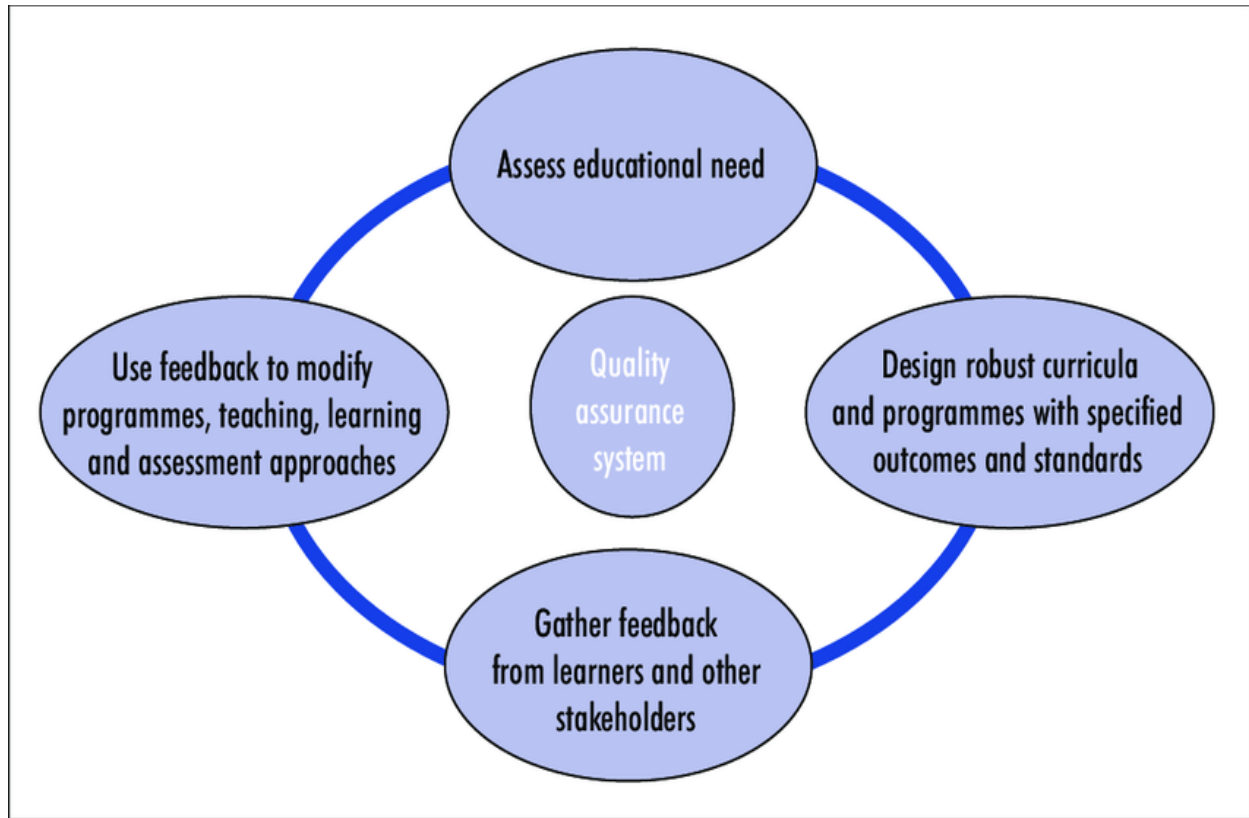 Assess educational need
Design robust curricula
and programmes with specified
outcomes and standards
Gather feedback
from learners and other
stakeholders
Use feedback to modify
programmes, teaching, learning
and assessment approaches
Quality
assurance
system